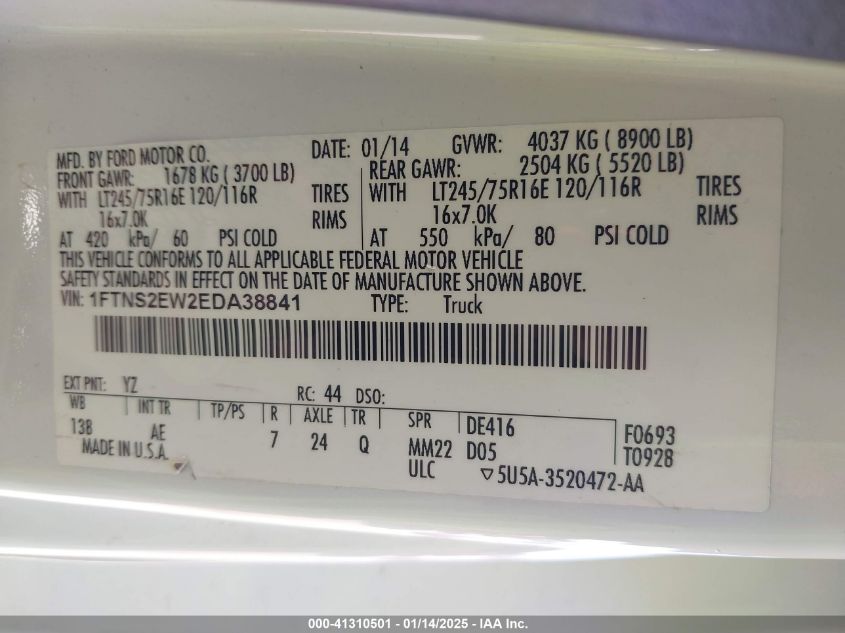 MFD. BY FORD MOTOR CO. DATE: 01/14 GVWR: 4037 KG ( 8900 LB)
FRONT GAWR: 1678 KG ( 3700 LB) REAR GAWR: 2504 KG ( 5520 LB)
WITH LT245/75R16E 120/116R TIRES WITH LT245/75R16E 120/116R TIRES
16x7.0K RIMS 16x7.0K RIMS
AT 420 kPa/ 60 PSI COLD AT 550 kPa/ 80 PSI COLD
THIS VEHICLE CONFORMS TO ALL APPLICABLE FEDERAL MOTOR VEHICLE
SAFETY STANDARDS IN EFFECT ON THE DATE OF MANUFACTURE SHOWN ABOVE.
VIN: 1FTNS2EW2EDA38841 TYPE: Truck
EXT PNT: YZ RC: 44 DSO:
WB INT TR TP/PS R AXLE TR SPR DE416 F0693
138 AE 7 24 Q MM22 D05 T0928
MADE IN U.S.A. ULC ▽5U5A-3520472-AA
000-41310501 - 01/14/2025 - IAA Inc.